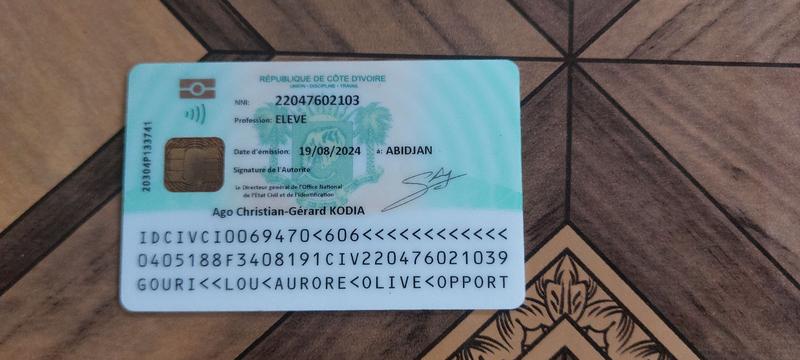 RÉPUBLIQUE DE CÔTE D'IVOIRE
UNION - DISCIPLINE - TRAVAIL
NNI: 22047602103
Profession: ELEVE
Date d'émission: 19/08/2024 à: ABIDJAN
Signature de l'Autorité
le Directeur général de l'Office National
de l'Etat Civil et de l'Identification
Ago Christian-Gérard KODIA
20304P133741
IDCIVCI0069470<606<<<<<<<<<<<<
0405188F3408191CIV220476021039
GOURI<<LOU<AURORE<OLIVE<OPPORT